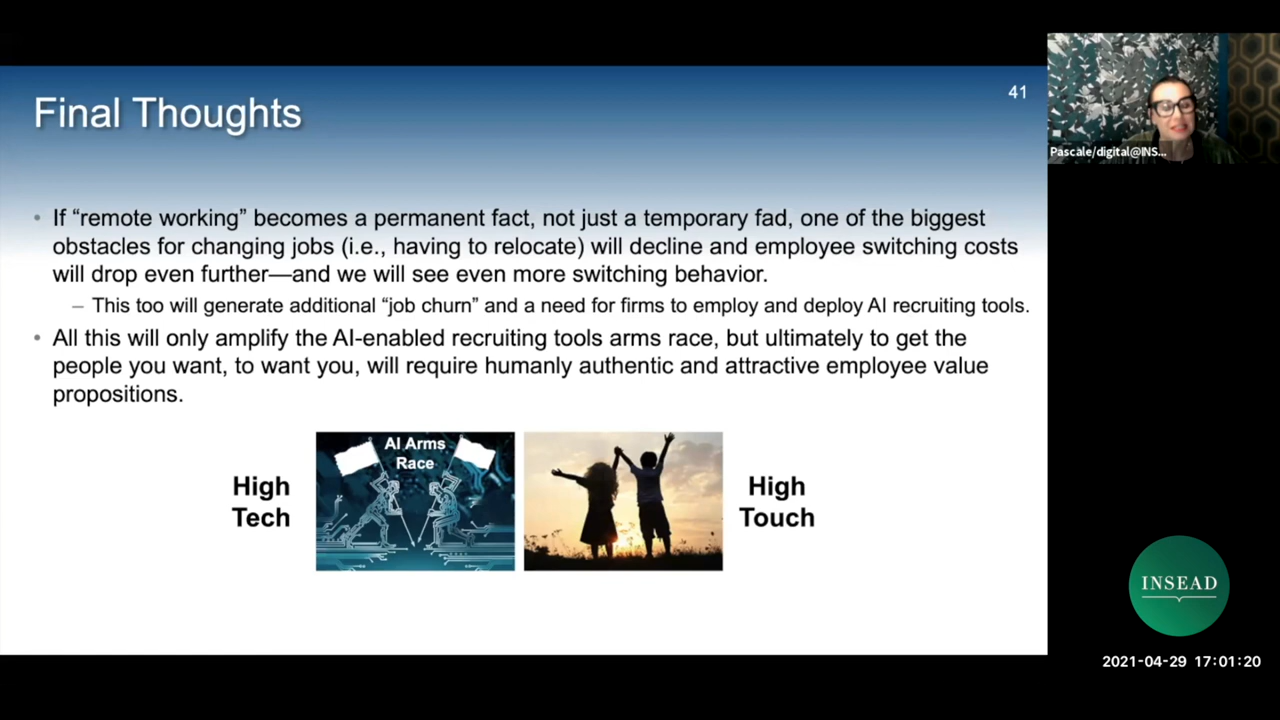 Final Thoughts
41
• If “remote working” becomes a permanent fact, not just a temporary fad, one of the biggest
obstacles for changing jobs (i.e., having to relocate) will decline and employee switching costs
will drop even further—and we will see even more switching behavior.
– This too will generate additional “job churn” and a need for firms to employ and deploy AI recruiting tools.
• All this will only amplify the AI-enabled recruiting tools arms race, but ultimately to get the
people you want, to want you, will require humanly authentic and attractive employee value
propositions.
High
Tech
AI Arms
Race
High
Touch
Pascale/digital@INS...
INSEAD
2021-04-29 17:01:20